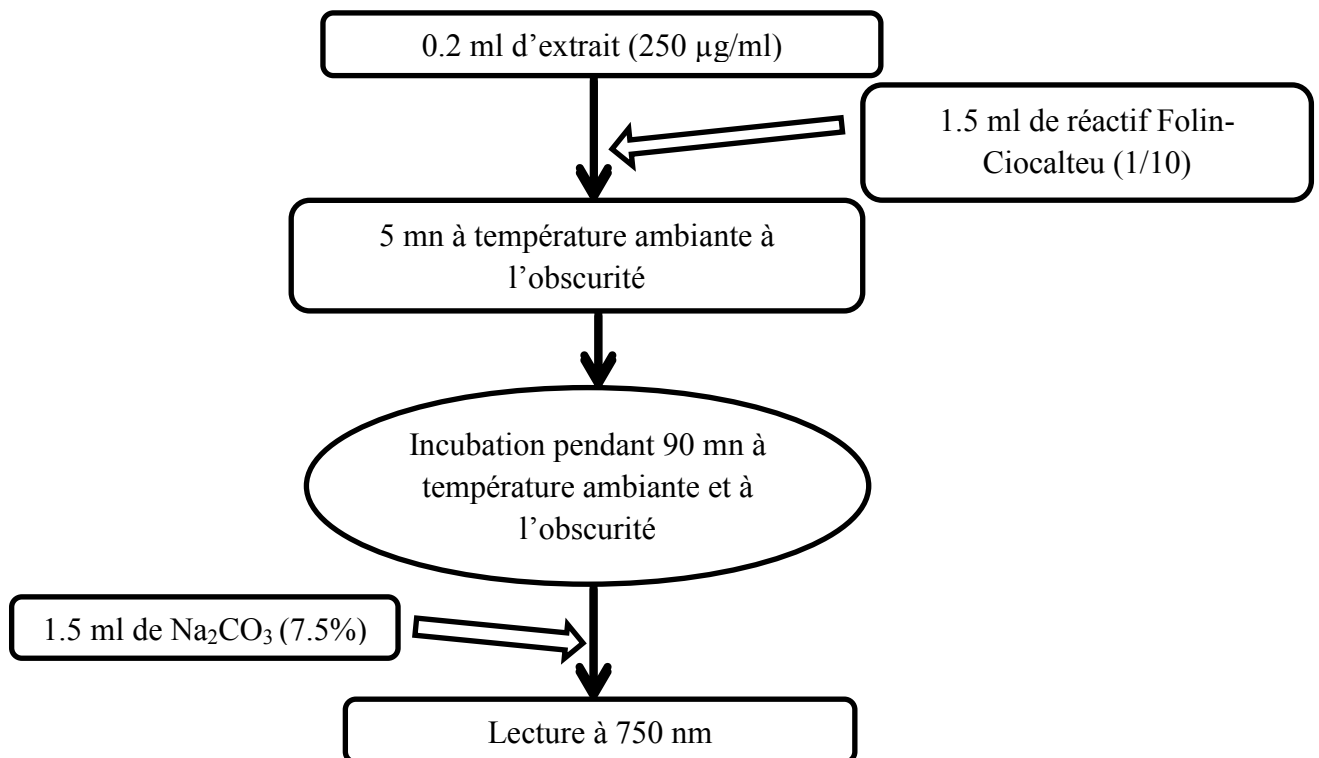 0.2 ml d’extrait (250 µg/ml)
1.5 ml de réactif Folin-
Ciocalteu (1/10)
5 mn à température ambiante à
l’obscurité
Incubation pendant 90 mn à
température ambiante et à
l’obscurité
1.5 ml de Na₂CO₃ (7.5%)
Lecture à 750 nm